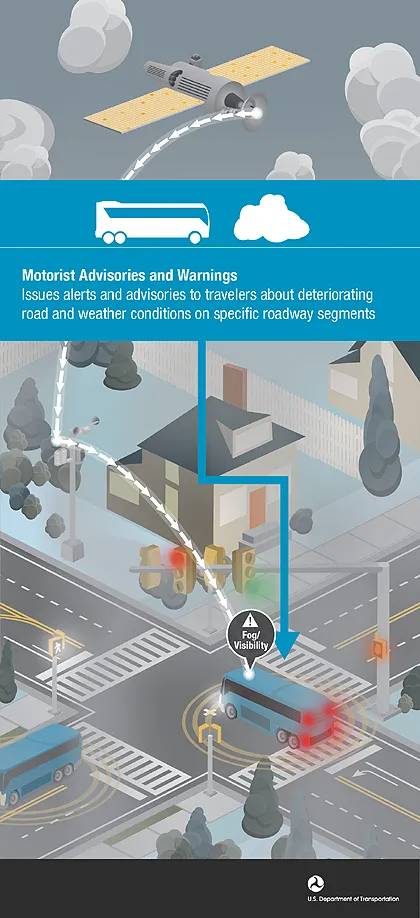 Motorist Advisories and Warnings
Issues alerts and advisories to travelers about deteriorating
road and weather conditions on specific roadway segments
Fog/
Visibility
U.S. Department of Transportation